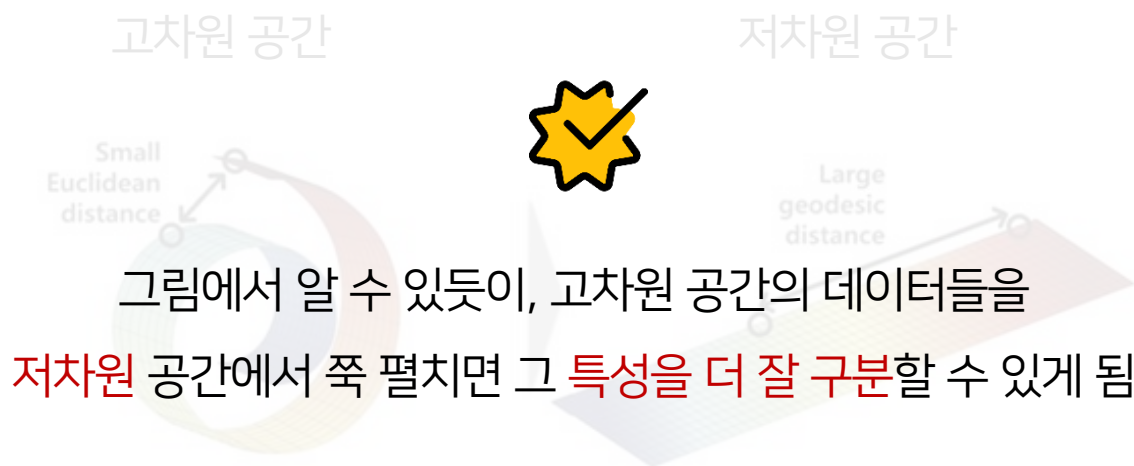 고차원 공간
저차원 공간
Small
Euclidean
distance
Large
geodesic
distance
그림에서 알 수 있듯이, 고차원 공간의 데이터들을
저차원 공간에서 쭉 펼치면 그 특성을 더 잘 구분할 수 있게 됨